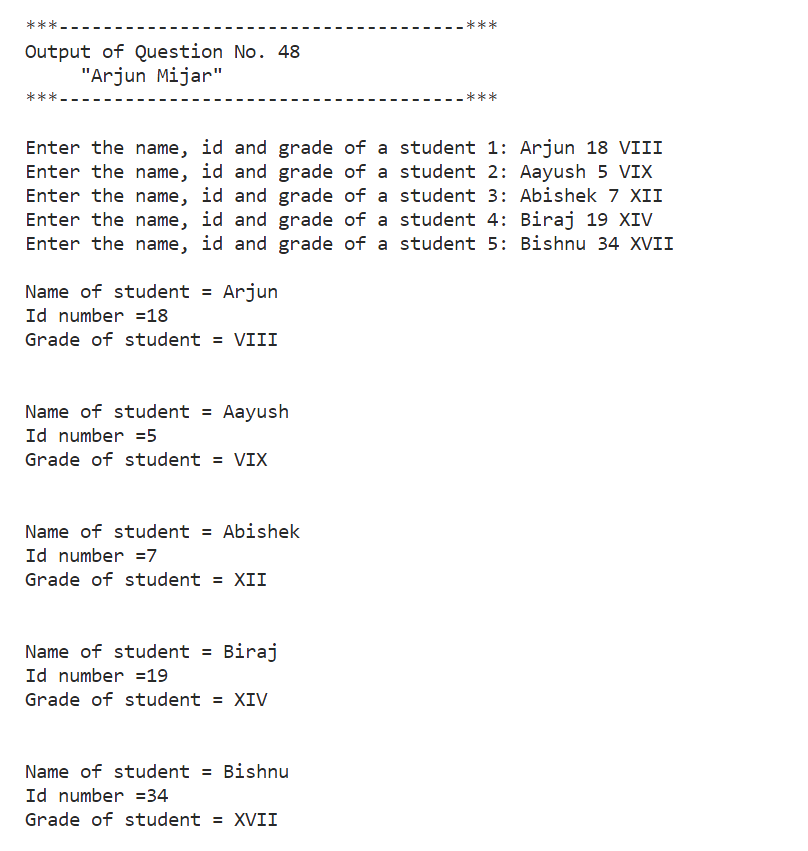 ***-------------------------------------***
Output of Question No. 48
"Arjun Mijar"
***-------------------------------------***
Enter the name, id and grade of a student 1: Arjun 18 VIII
Enter the name, id and grade of a student 2: Aayush 5 VIX
Enter the name, id and grade of a student 3: Abishek 7 XII
Enter the name, id and grade of a student 4: Biraj 19 XIV
Enter the name, id and grade of a student 5: Bishnu 34 XVII
Name of student = Arjun
Id number =18
Grade of student = VIII
Name of student = Aayush
Id number =5
Grade of student = VIX
Name of student = Abishek
Id number =7
Grade of student = XII
Name of student = Biraj
Id number =19
Grade of student = XIV
Name of student = Bishnu
Id number =34
Grade of student = XVII